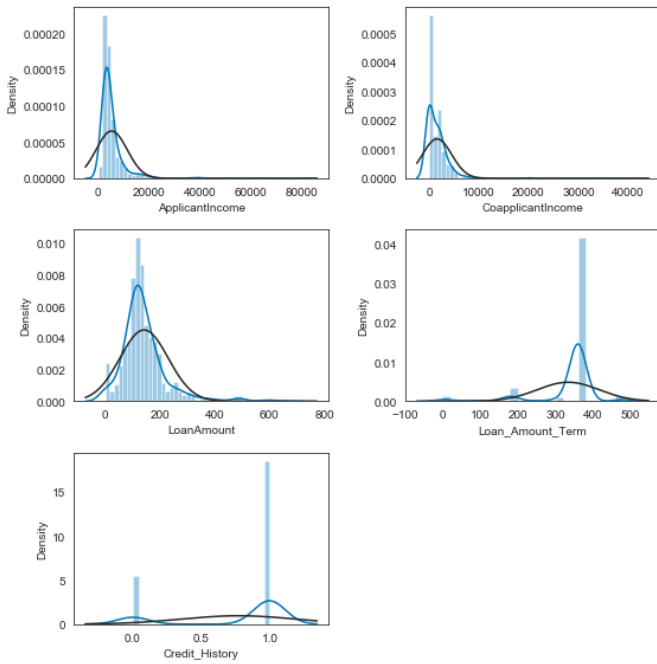 0.00020
0.00015
0.00010
0.00005
0.00000
Density
0 20000 40000 60000 80000
ApplicantIncome
0.0005
0.0004
0.0003
0.0002
0.0001
0.0000
Density
0 10000 20000 30000 40000
CoapplicantIncome
0.010
0.008
0.006
0.004
0.002
0.000
Density
0 200 400 600 800
LoanAmount
0.04
0.03
0.02
0.01
0.00
Density
−100 0 100 200 300 400 500
Loan_Amount_Term
15
10
5
0
Density
0.0 0.5 1.0
Credit_History